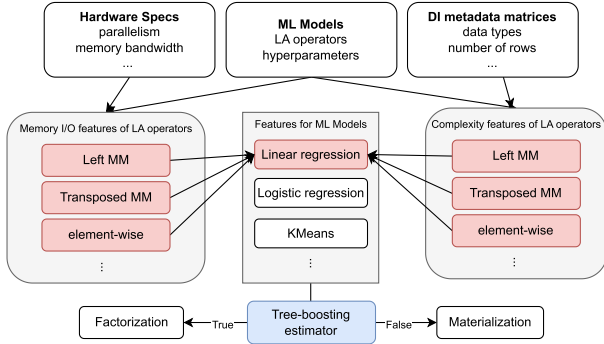 Hardware Specs
parallelism
memory bandwidth
...
ML Models
LA operators
hyperparameters
DI metadata matrices
data types
number of rows
...
Memory I/O features of LA operators
Left MM
Transposed MM
element-wise
⋮
Features for ML Models
Linear regression
Logistic regression
KMeans
⋮
Complexity features of LA operators
Left MM
Transposed MM
element-wise
⋮
Factorization
True
Tree-boosting
estimator
False
Materialization